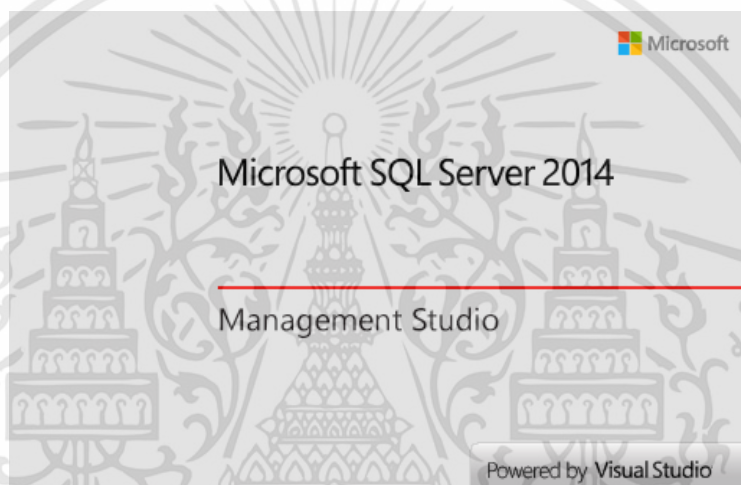 Microsoft
Microsoft SQL Server 2014
Management Studio
Powered by Visual Studio